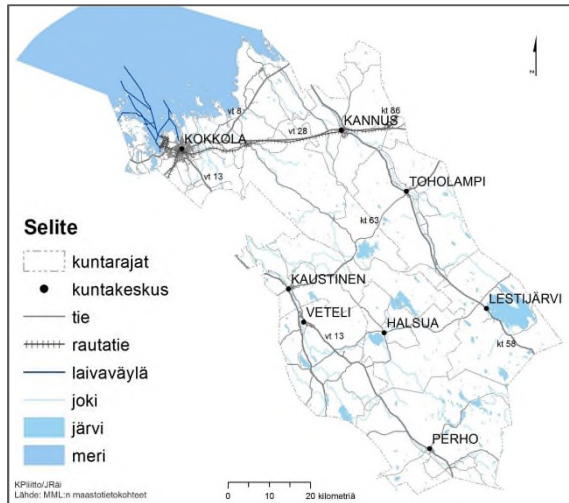 vt 8
kt 86
KANNUS
vt 28
KOKKOLA
vt 13
TOHOLAMPI
kt 63
Selite
kuntarajat
kuntakeskus
tie
rautatie
laivaväylä
joki
järvi
meri
KAUSTINEN
LESTIJÄRVI
VETELI
HALSUA
vt 13
kt 58
PERHO
KPliitto/JRäi
Lähde: MML:n maastotietokohteet
0 10 20 kilometriä